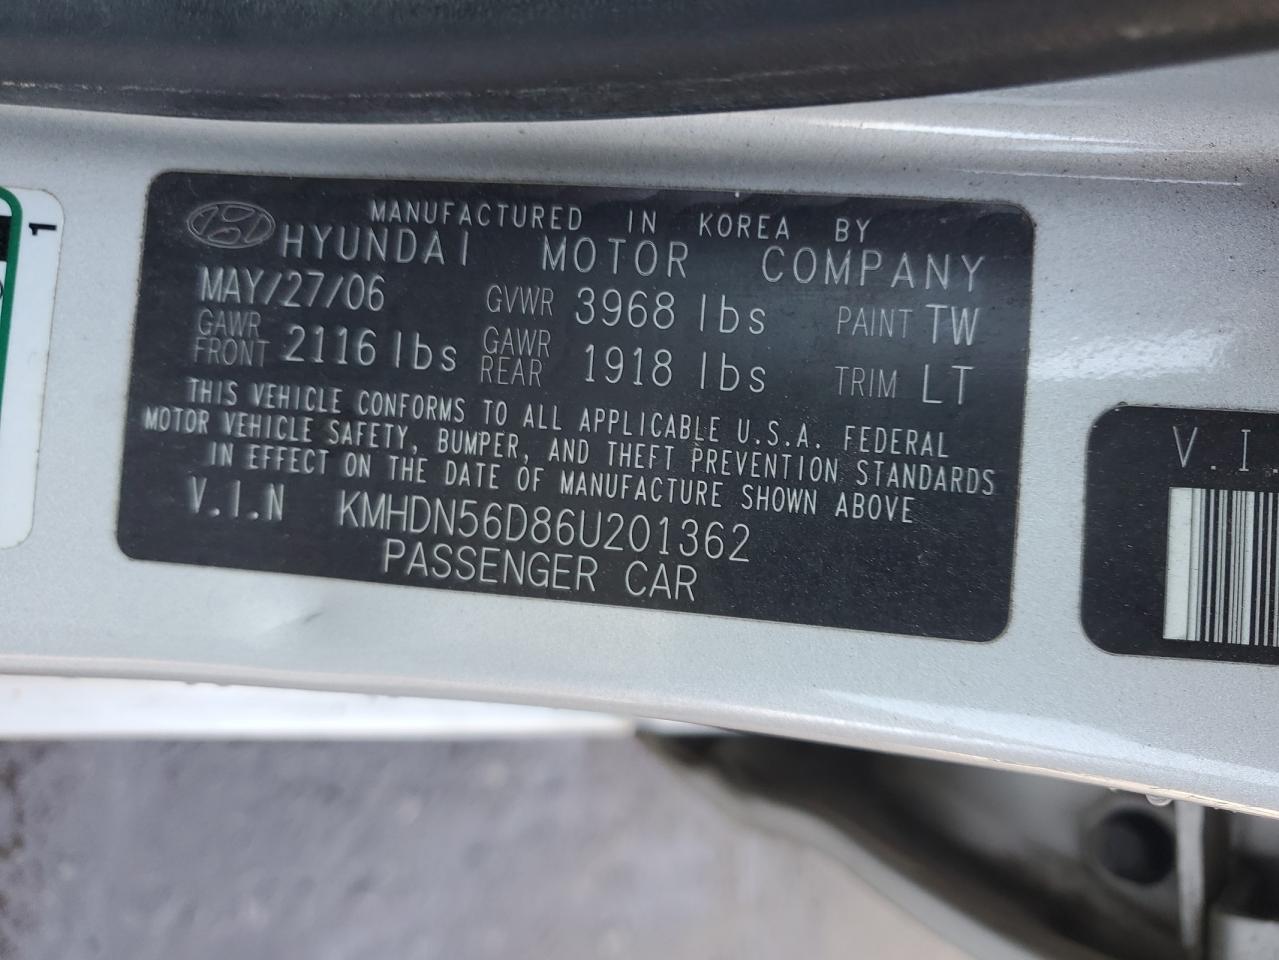 MANUFACTURED IN KOREA BY
HYUNDAI MOTOR COMPANY
MAY/27/06 GVWR 3968 lbs PAINT TW
GAWR FRONT 2116 lbs GAWR REAR 1918 lbs TRIM LT
THIS VEHICLE CONFORMS TO ALL APPLICABLE U.S.A. FEDERAL
MOTOR VEHICLE SAFETY, BUMPER, AND THEFT PREVENTION STANDARDS
IN EFFECT ON THE DATE OF MANUFACTURE SHOWN ABOVE
V.I.N KMHDN56D86U201362
PASSENGER CAR
V.I.
1